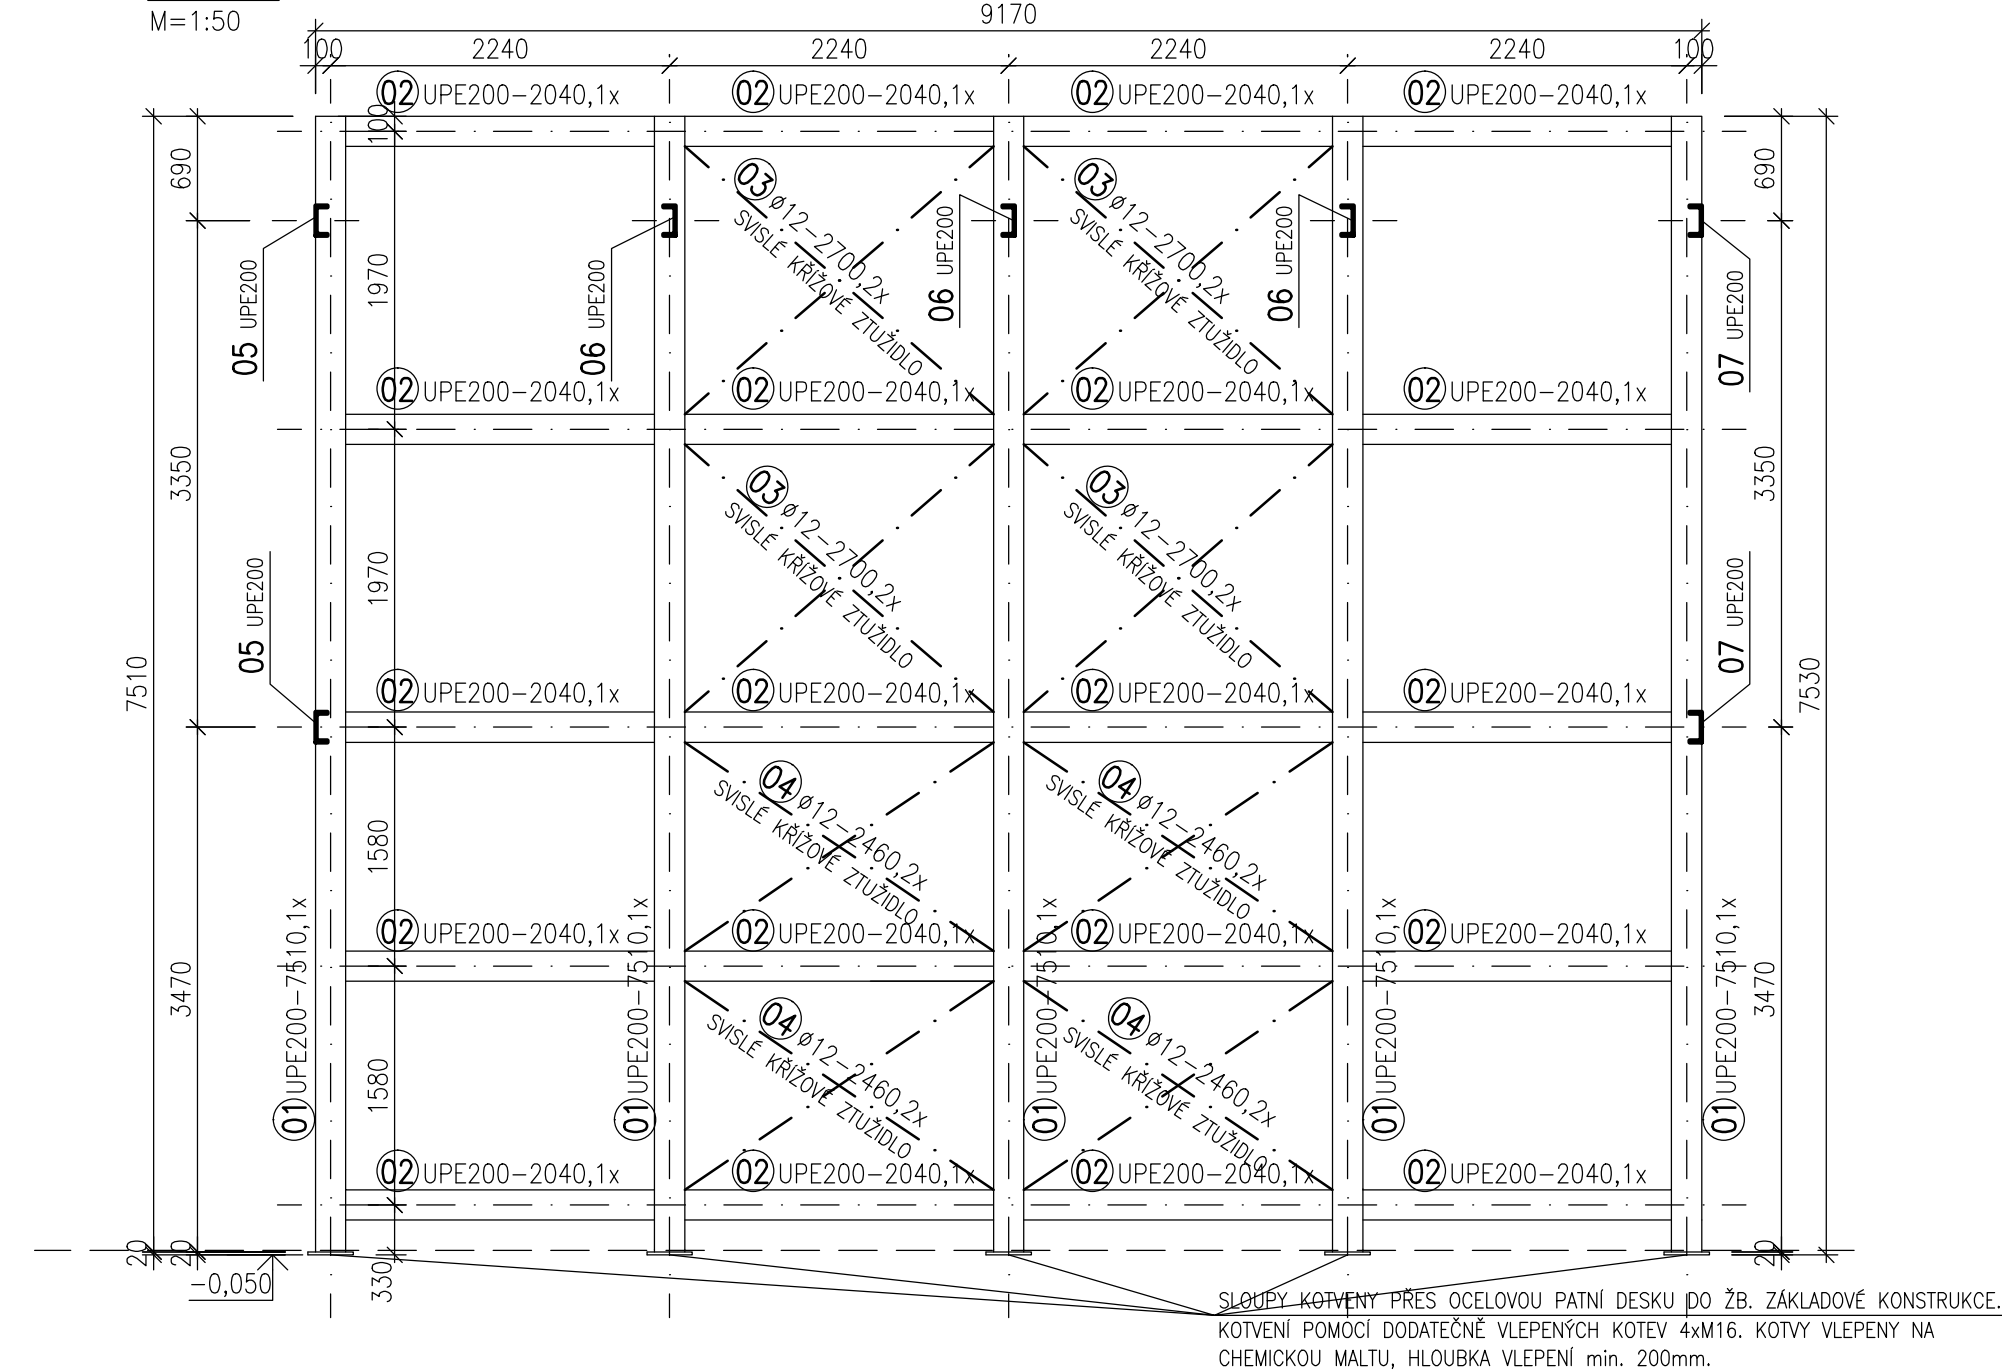 M=1:50
9170
100
2240
2240
2240
2240
100
02 UPE200-2040,1x
02 UPE200-2040,1x
02 UPE200-2040,1x
02 UPE200-2040,1x
100
690
690
03 ø12-2700,2x
SVISLÉ KŘÍŽOVÉ ZTUŽIDLO
03 ø12-2700,2x
SVISLÉ KŘÍŽOVÉ ZTUŽIDLO
05 UPE200
06 UPE200
06 UPE200
06 UPE200
07 UPE200
1970
02 UPE200-2040,1x
02 UPE200-2040,1x
02 UPE200-2040,1x
02 UPE200-2040,1x
3350
3350
03 ø12-2700,2x
SVISLÉ KŘÍŽOVÉ ZTUŽIDLO
03 ø12-2700,2x
SVISLÉ KŘÍŽOVÉ ZTUŽIDLO
1970
05 UPE200
07 UPE200
7510
7530
02 UPE200-2040,1x
02 UPE200-2040,1x
02 UPE200-2040,1x
02 UPE200-2040,1x
04 ø12-2460,2x
SVISLÉ KŘÍŽOVÉ ZTUŽIDLO
04 ø12-2460,2x
SVISLÉ KŘÍŽOVÉ ZTUŽIDLO
1580
02 UPE200-2040,1x
02 UPE200-2040,1x
02 UPE200-2040,1x
02 UPE200-2040,1x
3470
3470
01 UPE200-7510,1x
01 UPE200-7510,1x
01 UPE200-7510,1x
01 UPE200-7510,1x
01 UPE200-7510,1x
04 ø12-2460,2x
SVISLÉ KŘÍŽOVÉ ZTUŽIDLO
04 ø12-2460,2x
SVISLÉ KŘÍŽOVÉ ZTUŽIDLO
1580
02 UPE200-2040,1x
02 UPE200-2040,1x
02 UPE200-2040,1x
02 UPE200-2040,1x
20
20
20
-0,050
330
SLOUPY KOTVENY PŘES OCELOVOU PATNÍ DESKU DO ŽB. ZÁKLADOVÉ KONSTRUKCE.
KOTVENÍ POMOCÍ DODATEČNĚ VLEPENÝCH KOTEV 4xM16. KOTVY VLEPENY NA
CHEMICKOU MALTU, HLOUBKA VLEPENÍ min. 200mm.